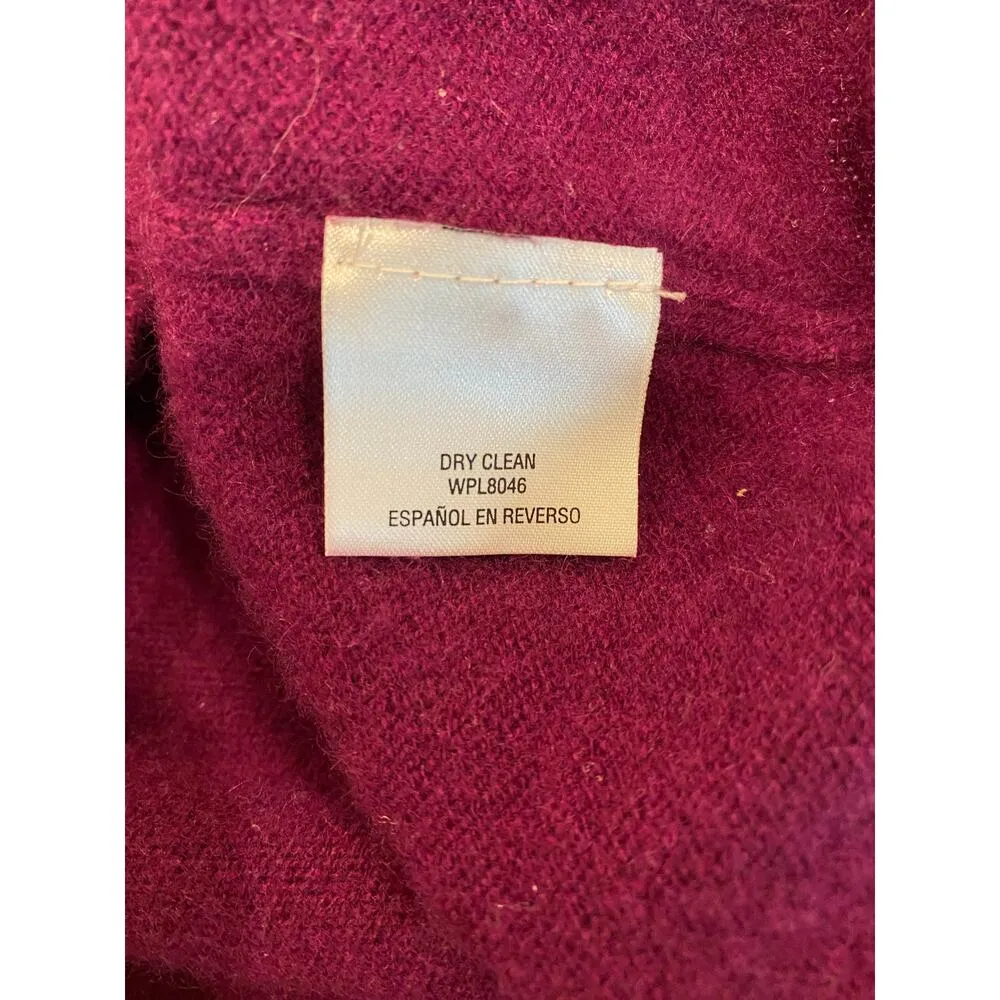 DRY CLEAN
WPL8046
ESPAÑOL EN REVERSO